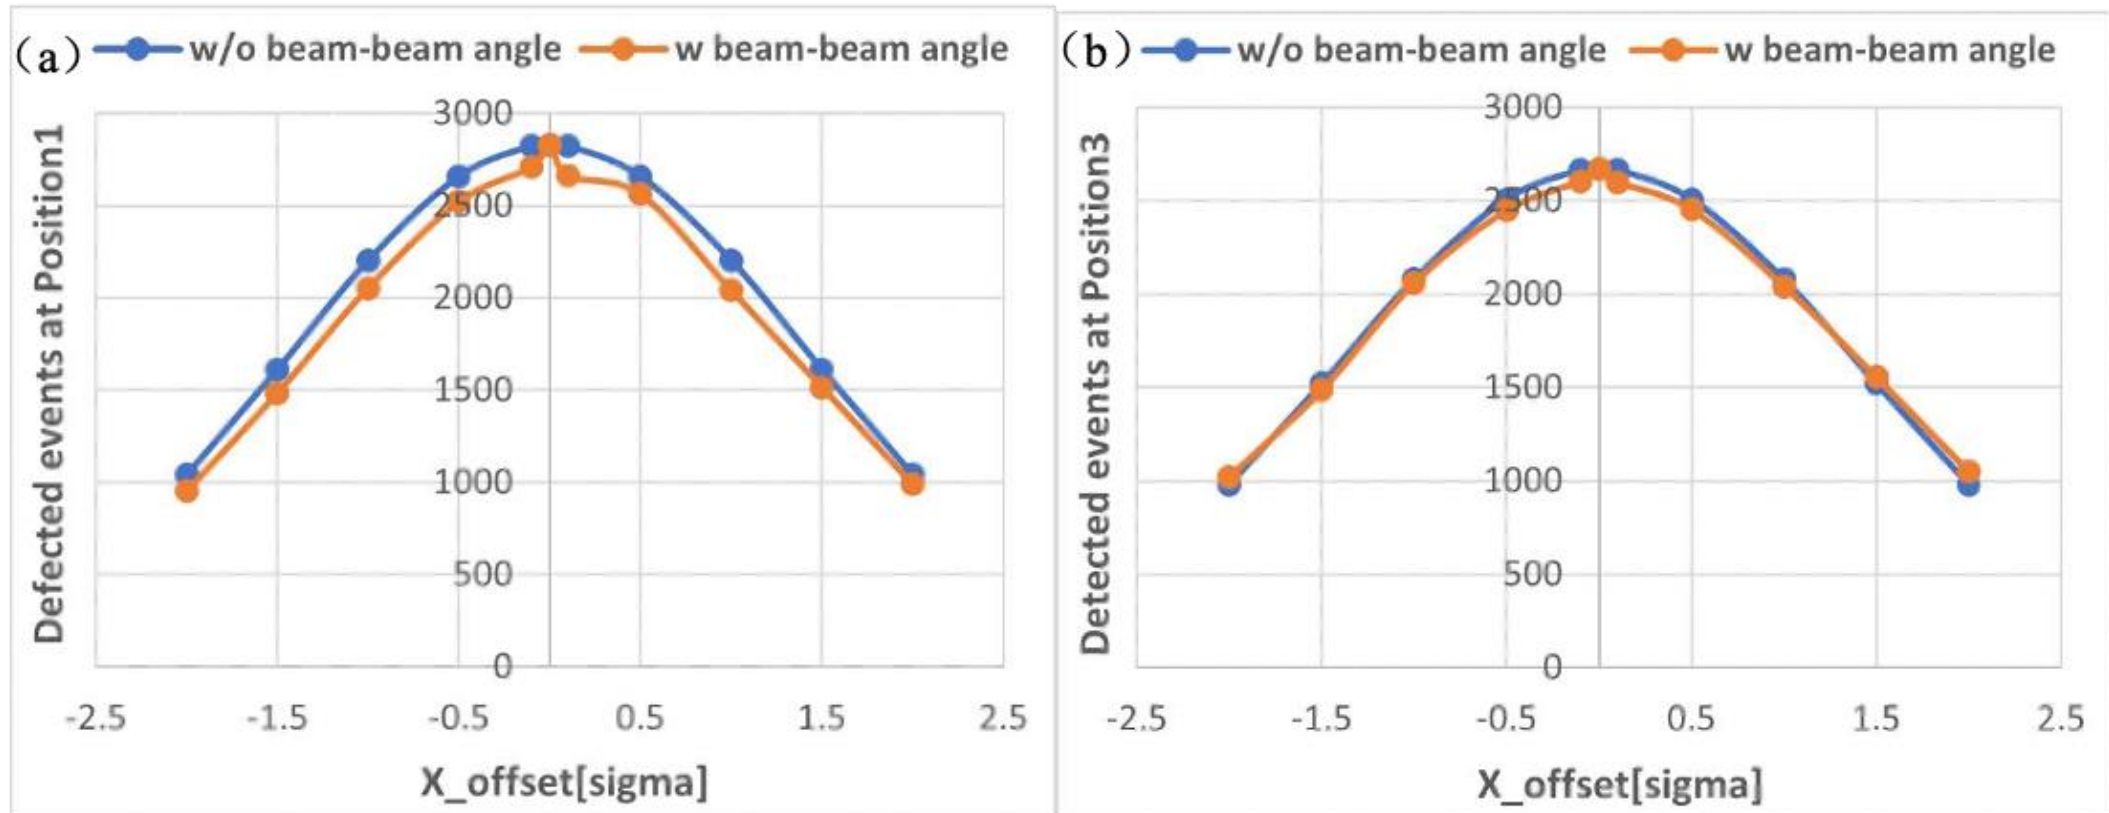 (a) w/o beam-beam angle w beam-beam angle
Defected events at Position1
3000
2500
2000
1500
1000
500
0
-2.5 -1.5 -0.5 0.5 1.5 2.5
X_offset[sigma]
(b) w/o beam-beam angle w beam-beam angle
Detected events at Position3
3000
2500
2000
1500
1000
500
0
-2.5 -1.5 -0.5 0.5 1.5 2.5
X_offset[sigma]